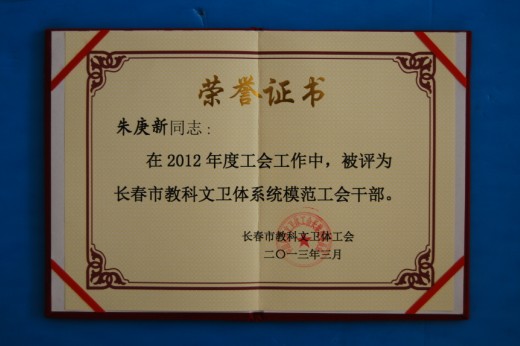 荣誉证书
朱庚新同志:
在2012年度工会工作中,被评为
长春市教科文卫体系统模范工会干部。
长春市教科文卫体工会
二〇一三年三月